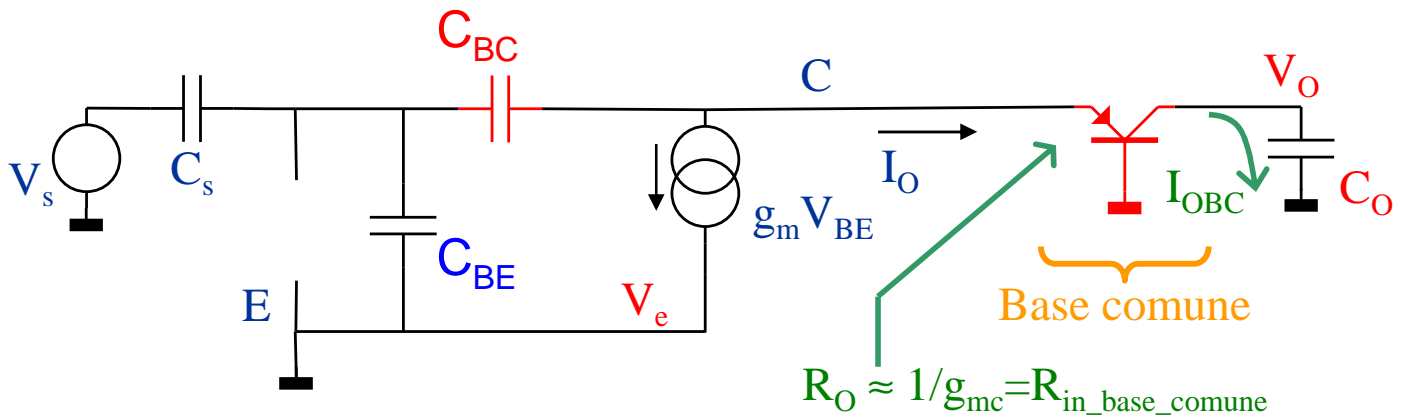 C_BC
C
V_O
V_s
C_s
I_O
g_mV_BE
I_OBC
C_O
C_BE
E
V_e
Base comune
R_O ≈ 1/g_mc=R_in_base_comune